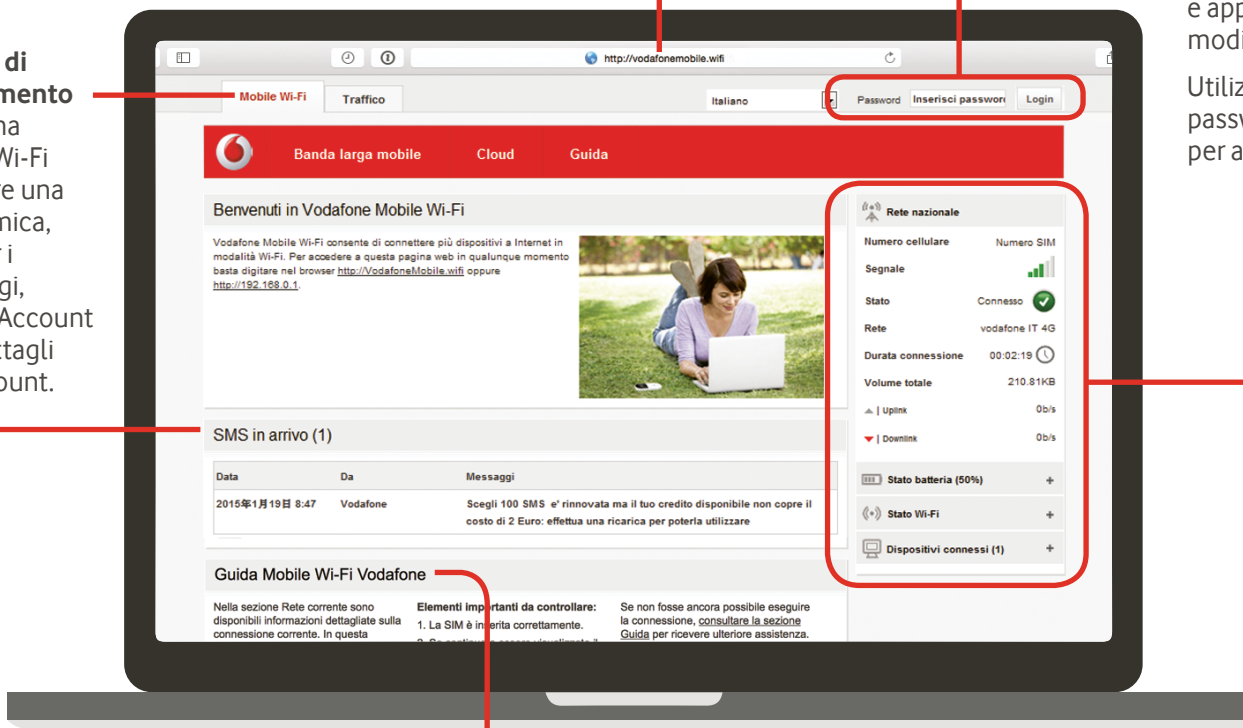 di
mento
na
Wi-Fi
re una
mica,
r i
gi,
Account
ttagli
ount.
e app
modi
Utiliz
passw
per a
http://vodafonemobile.wifi
Mobile Wi-Fi
Traffico
Italiano
Password
Inserisci password
Login
Banda larga mobile
Cloud
Guida
Benvenuti in Vodafone Mobile Wi-Fi
Vodafone Mobile Wi-Fi consente di connettere più dispositivi a Internet in
modalità Wi-Fi. Per accedere a questa pagina web in qualunque momento
basta digitare nel browser http://VodafoneMobile.wifi oppure
http://192.168.0.1.
SMS in arrivo (1)
Data Da Messaggi
2015年1月19日 8:47 Vodafone Scegli 100 SMS e' rinnovata ma il tuo credito disponibile non copre il
costo di 2 Euro: effettua una ricarica per poterla utilizzare
Guida Mobile Wi-Fi Vodafone
Nella sezione Rete corrente sono
disponibili informazioni dettagliate sulla
connessione corrente. In questa
Elementi importanti da controllare:
1. La SIM è inserita correttamente.
Se non fosse ancora possibile eseguire
la connessione, consultare la sezione
Guida per ricevere ulteriore assistenza.
Rete nazionale
Numero cellulare Numero SIM
Segnale
Stato Connesso
Rete vodafone IT 4G
Durata connessione 00:02:19
Volume totale 210.81KB
| Uplink 0b/s
| Downlink 0b/s
Stato batteria (50%) +
Stato Wi-Fi +
Dispositivi connessi (1) +